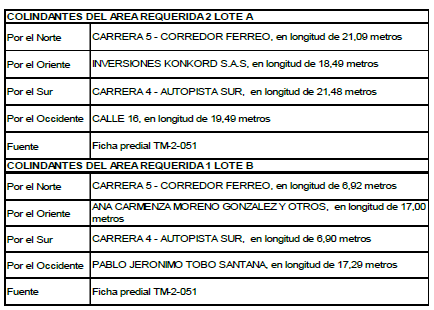 COLINDANTES DEL AREA REQUERIDA 2 LOTE A
Por el Norte CARRERA 5 - CORREDOR FERREO, en longitud de 21,09 metros
Por el Oriente INVERSIONES KONKORD S.A.S, en longitud de 18,49 metros
Por el Sur CARRERA 4 - AUTOPISTA SUR, en longitud de 21,48 metros
Por el Occidente CALLE 16, en longitud de 19,49 metros
Fuente Ficha predial TM-2-051
COLINDANTES DEL AREA REQUERIDA 1 LOTE B
Por el Norte CARRERA 5 - CORREDOR FERREO, en longitud de 6,92 metros
Por el Oriente ANA CARMENZA MORENO GONZALEZ Y OTROS, en longitud de 17,00
metros
Por el Sur CARRERA 4 - AUTOPISTA SUR, en longitud de 6,90 metros
Por el Occidente PABLO JERONIMO TOBO SANTANA, en longitud de 17,29 metros
Fuente Ficha predial TM-2-051